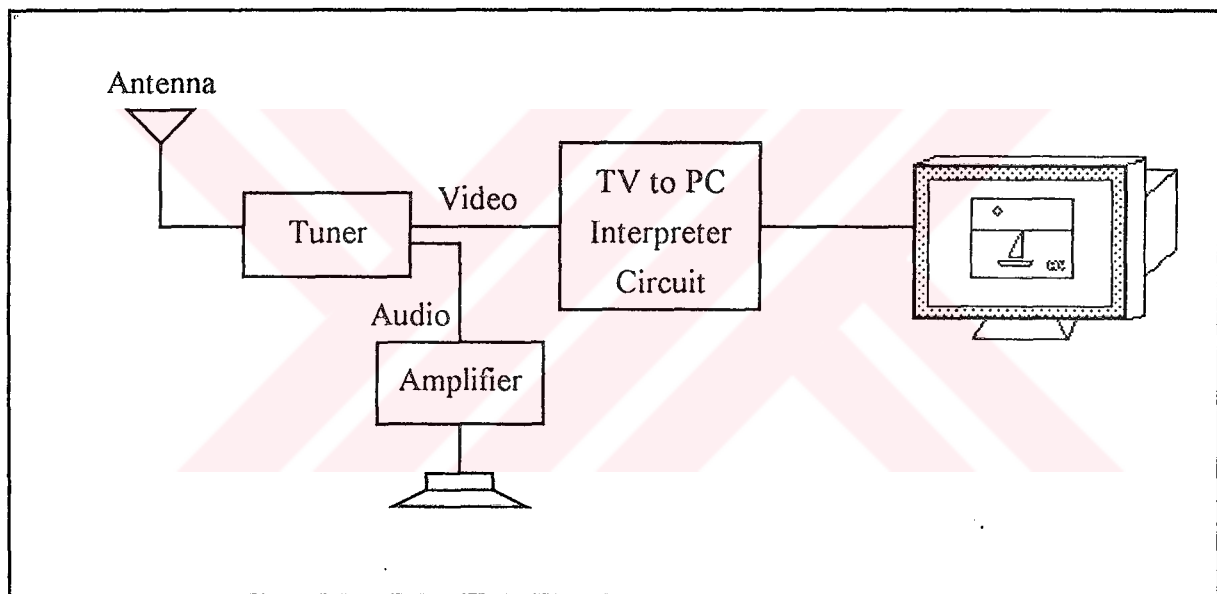 Antenna
Tuner
Video
TV to PC
Interpreter
Circuit
Audio
Amplifier